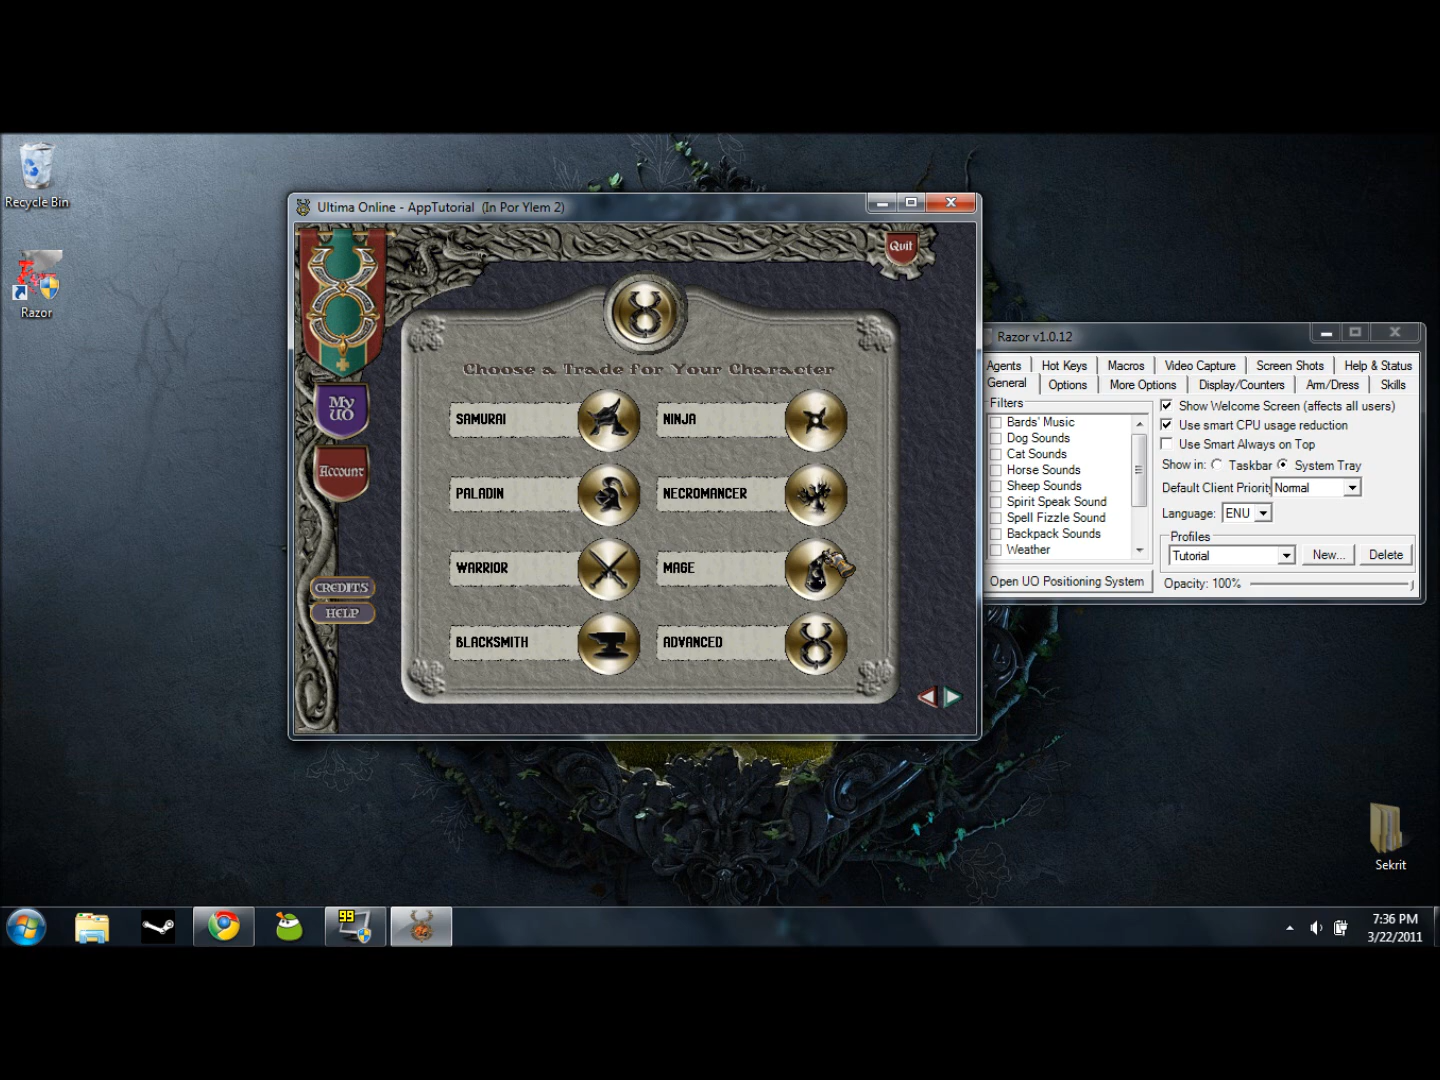 Recycle Bin
Razor
Ultima Online - AppTutorial (In Por Ylem 2)
Quit
My
UO
Account
CREDITS
HELP
Choose a Trade for Your Character
SAMURAI
NINJA
PALADIN
NECROMANCER
WARRIOR
MAGE
BLACKSMITH
ADVANCED
Razor v1.0.12
Agents Hot Keys Macros Video Capture Screen Shots Help & Status
General Options More Options Display/Counters Arm/Dress Skills
Filters
Bards' Music
Dog Sounds
Cat Sounds
Horse Sounds
Sheep Sounds
Spirit Speak Sound
Spell Fizzle Sound
Backpack Sounds
Weather
Open UO Positioning System
Show Welcome Screen (affects all users)
Use smart CPU usage reduction
Use Smart Always on Top
Show in: Taskbar System Tray
Default Client Priority Normal
Language: ENU
Profiles
Tutorial New... Delete
Opacity: 100%
Sekrit
99
7:36 PM
3/22/2011